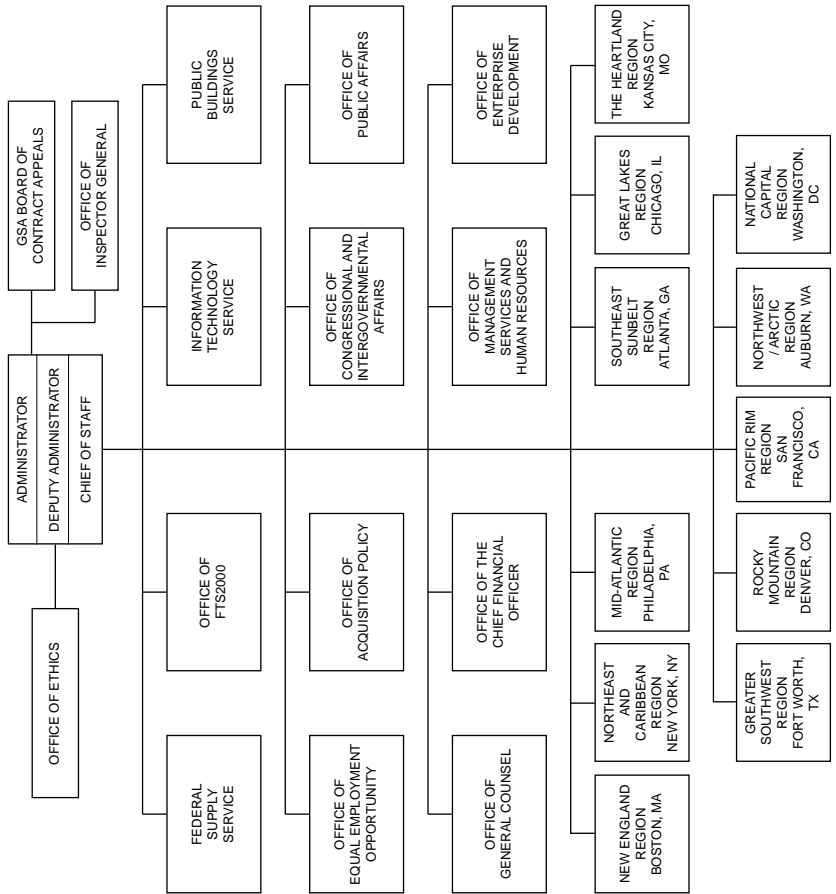 OFFICE OF ETHICS
ADMINISTRATOR
DEPUTY ADMINISTRATOR
CHIEF OF STAFF
GSA BOARD OF
CONTRACT APPEALS
OFFICE OF
INSPECTOR GENERAL
FEDERAL
SUPPLY
SERVICE
OFFICE OF
FTS2000
INFORMATION
TECHNOLOGY
SERVICE
PUBLIC
BUILDINGS
SERVICE
OFFICE OF
EQUAL EMPLOYMENT
OPPORTUNITY
OFFICE OF
ACQUISITION POLICY
OFFICE OF
CONGRESSIONAL AND
INTERGOVERNMENTAL
AFFAIRS
OFFICE OF
PUBLIC AFFAIRS
OFFICE OF
GENERAL COUNSEL
OFFICE OF THE
CHIEF FINANCIAL
OFFICER
OFFICE OF
MANAGEMENT
SERVICES AND
HUMAN RESOURCES
OFFICE OF
ENTERPRISE
DEVELOPMENT
NEW ENGLAND
REGION
BOSTON, MA
NORTHEAST
AND
CARIBBEAN
REGION
NEW YORK, NY
MID-ATLANTIC
REGION
PHILADELPHIA,
PA
SOUTHEAST
SUNBELT
REGION
ATLANTA, GA
GREAT LAKES
REGION
CHICAGO, IL
THE HEARTLAND
REGION
KANSAS CITY,
MO
GREATER
SOUTHWEST
REGION
FORT WORTH,
TX
ROCKY
MOUNTAIN
REGION
DENVER, CO
PACIFIC RIM
REGION
SAN
FRANCISCO,
CA
NORTHWEST
/ ARCTIC
REGION
AUBURN, WA
NATIONAL
CAPITAL
REGION
WASHINGTON,
DC